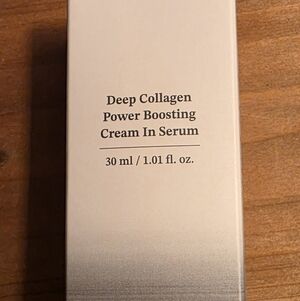 Deep Collagen
Power Boosting
Cream In Serum
30 ml / 1.01 fl. oz.